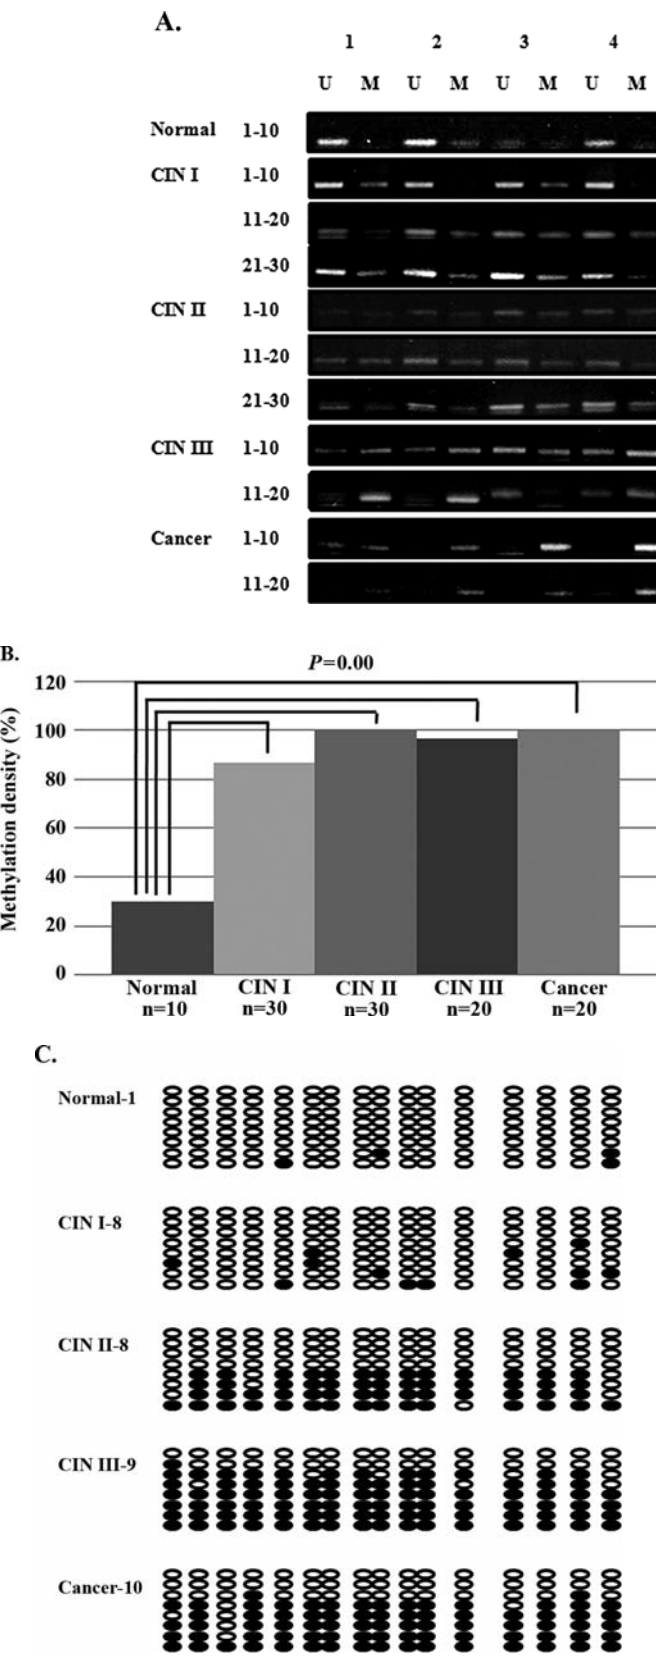 A.
1 2 3 4
U M U M U M U M
Normal 1-10
CIN I 1-10
11-20
21-30
CIN II 1-10
11-20
21-30
CIN III 1-10
11-20
Cancer 1-10
11-20
B.
P=0.00
Methylation density (%)
120
100
80
60
40
20
0
Normal CIN I CIN II CIN III Cancer
n=10 n=30 n=30 n=20 n=20
C.
Normal-1
CIN I-8
CIN II-8
CIN III-9
Cancer-10